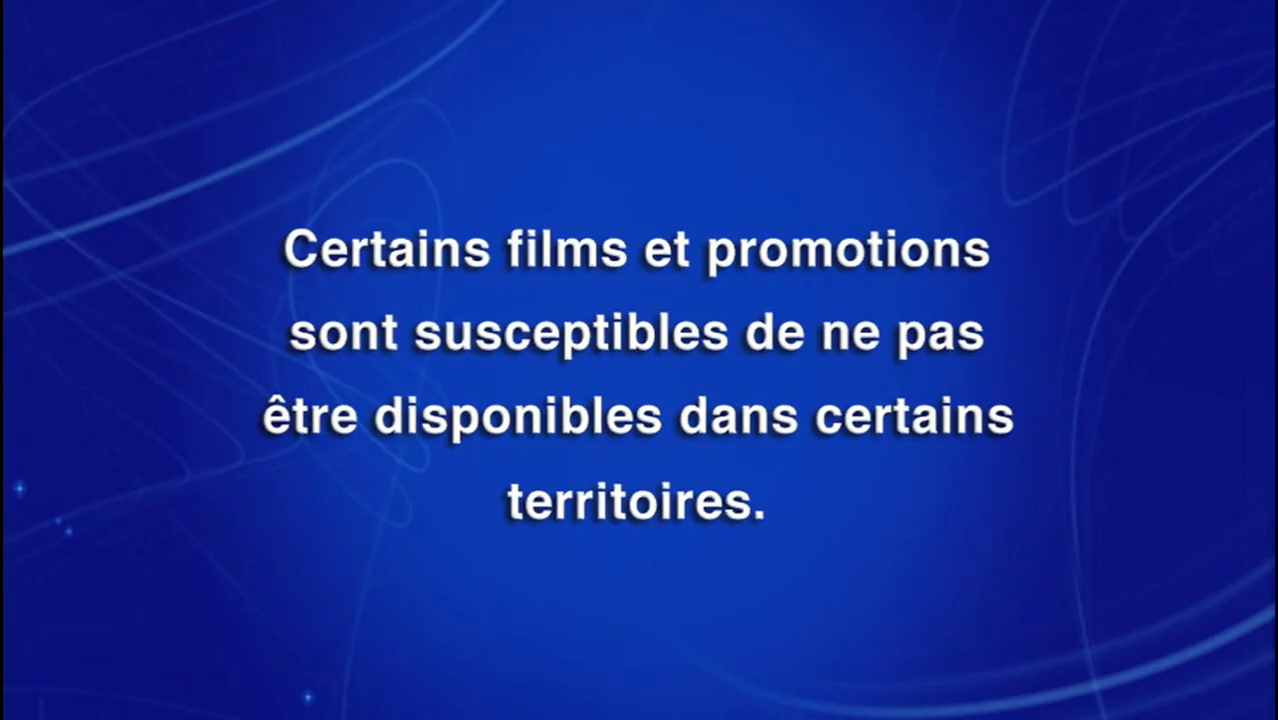 Certains films et promotions
sont susceptibles de ne pas
être disponibles dans certains
territoires.